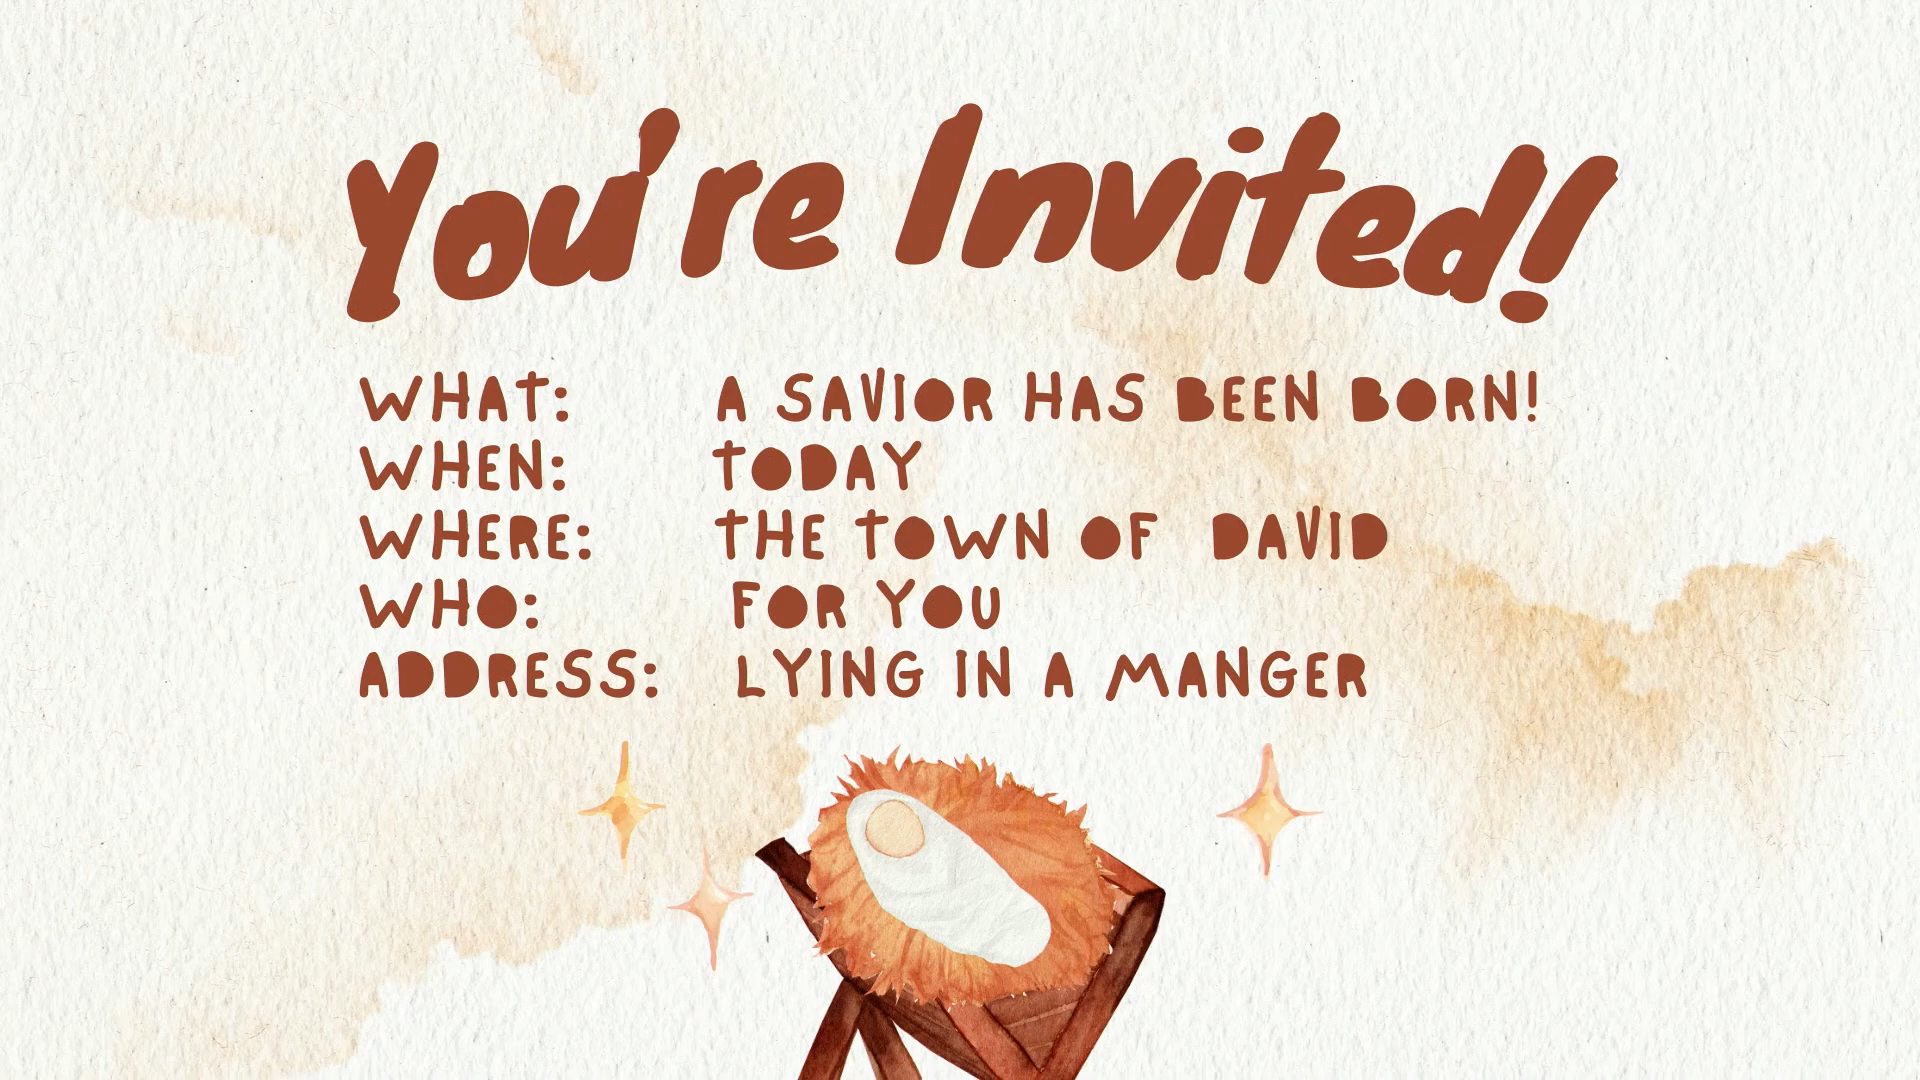 You're Invited!
WHAT: A SAVIOR HAS BEEN BORN!
WHEN: TODAY
WHERE: THE TOWN OF DAVID
WHO: FOR YOU
ADDRESS: LYING IN A MANGER